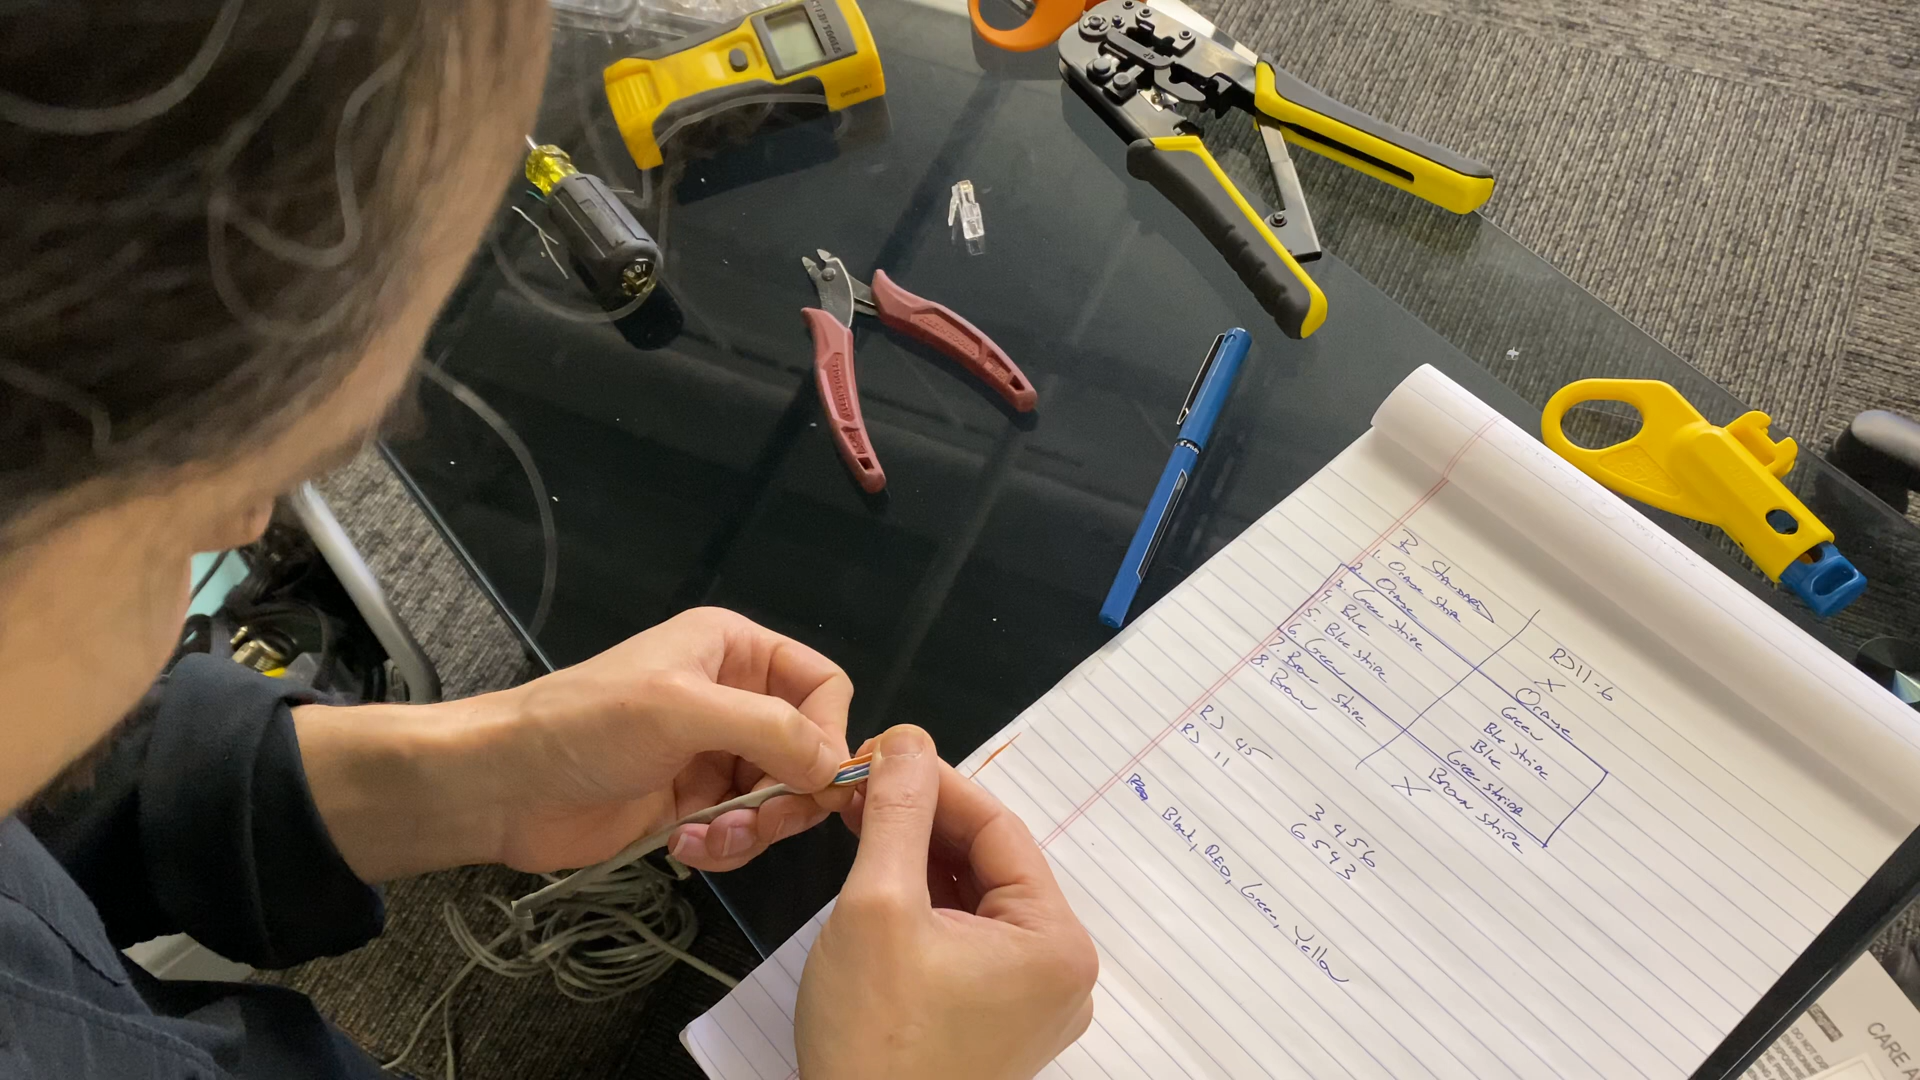 B Standard
1. Orange stripe
2. Orange
3. Green stripe
4. Blue
5. Blue stripe
6. Green
7. Brown stripe
8. Brown
RJ11-6
X
Orange
Green
Blue stripe
Blue
Green stripe
Brown stripe
X
RJ 45
RJ 11
3 4 5 6
6 5 4 3
Black, RED, Green, Yellow
CARE A